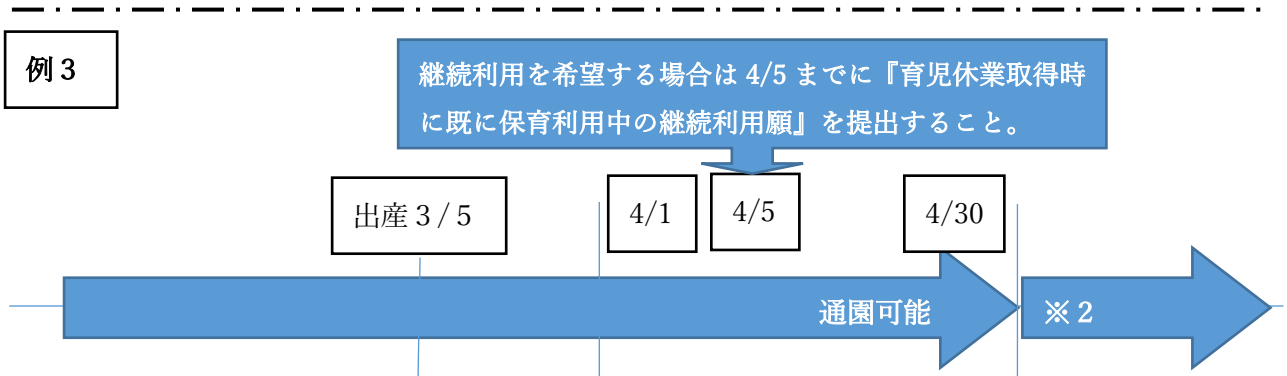 例3
継続利用を希望する場合は 4/5 までに『育児休業取得時
に既に保育利用中の継続利用願』を提出すること。
出産 3 / 5
4/1
4/5
4/30
通園可能
※2